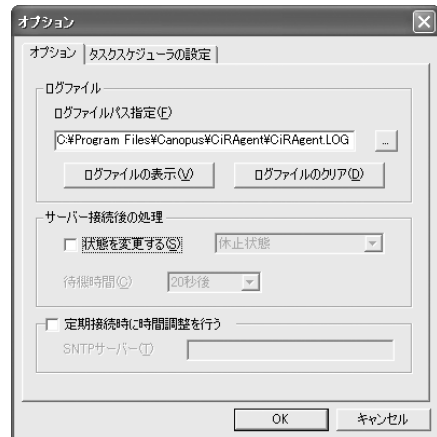 オプション
オプション タスクスケジューラの設定
ログファイル
ログファイルパス指定(F)
C:¥Program Files¥Canopus¥CiRAgent¥CiRAgent.LOG ...
ログファイルの表示(V) ログファイルのクリア(D)
サーバー接続後の処理
状態を変更する(S) 休止状態
待機時間(C) 20秒後
定期接続時に時間調整を行う
SNTPサーバー(T)
OK キャンセル